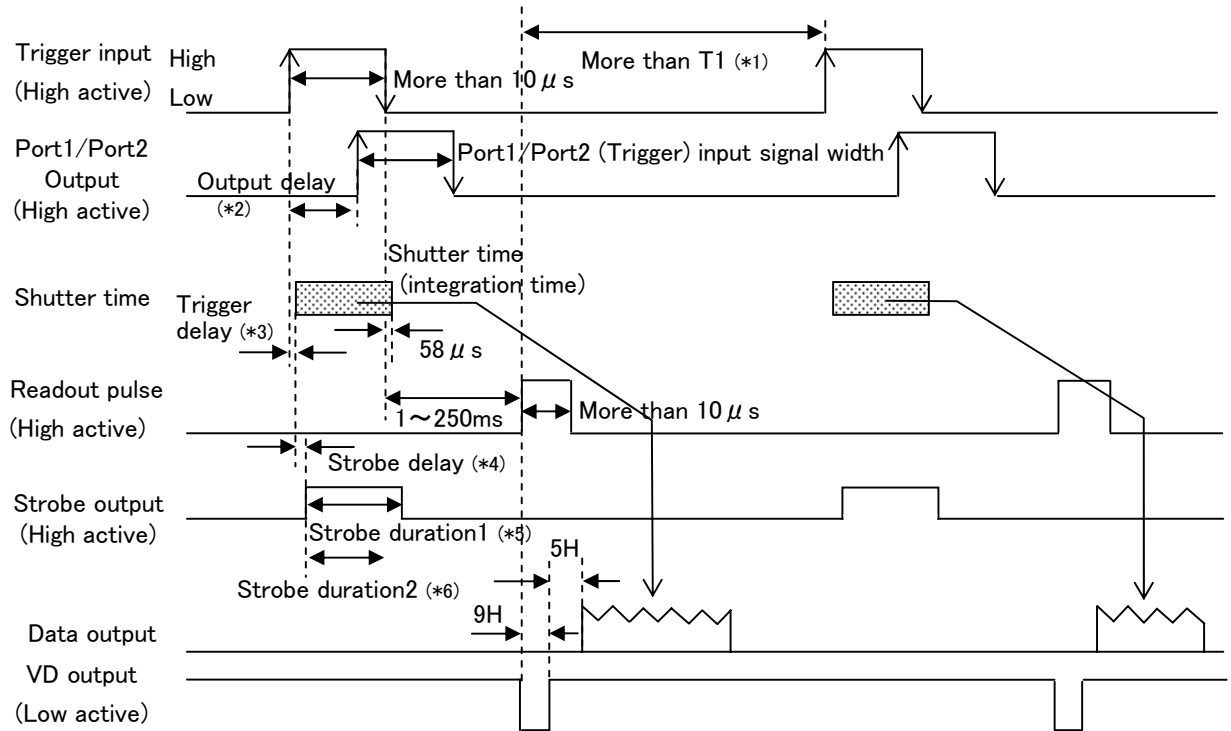 Trigger input
(High active)
High
Low
More than 10μs
More than T1 (*1)
Port1/Port2
Output
(High active)
Output delay
(*2)
Port1/Port2 (Trigger) input signal width
Shutter time
Shutter time
(integration time)
Trigger
delay (*3)
58μs
Readout pulse
(High active)
1～250ms
More than 10μs
Strobe delay (*4)
Strobe output
(High active)
Strobe duration1 (*5)
Strobe duration2 (*6)
5H
9H
Data output
VD output
(Low active)